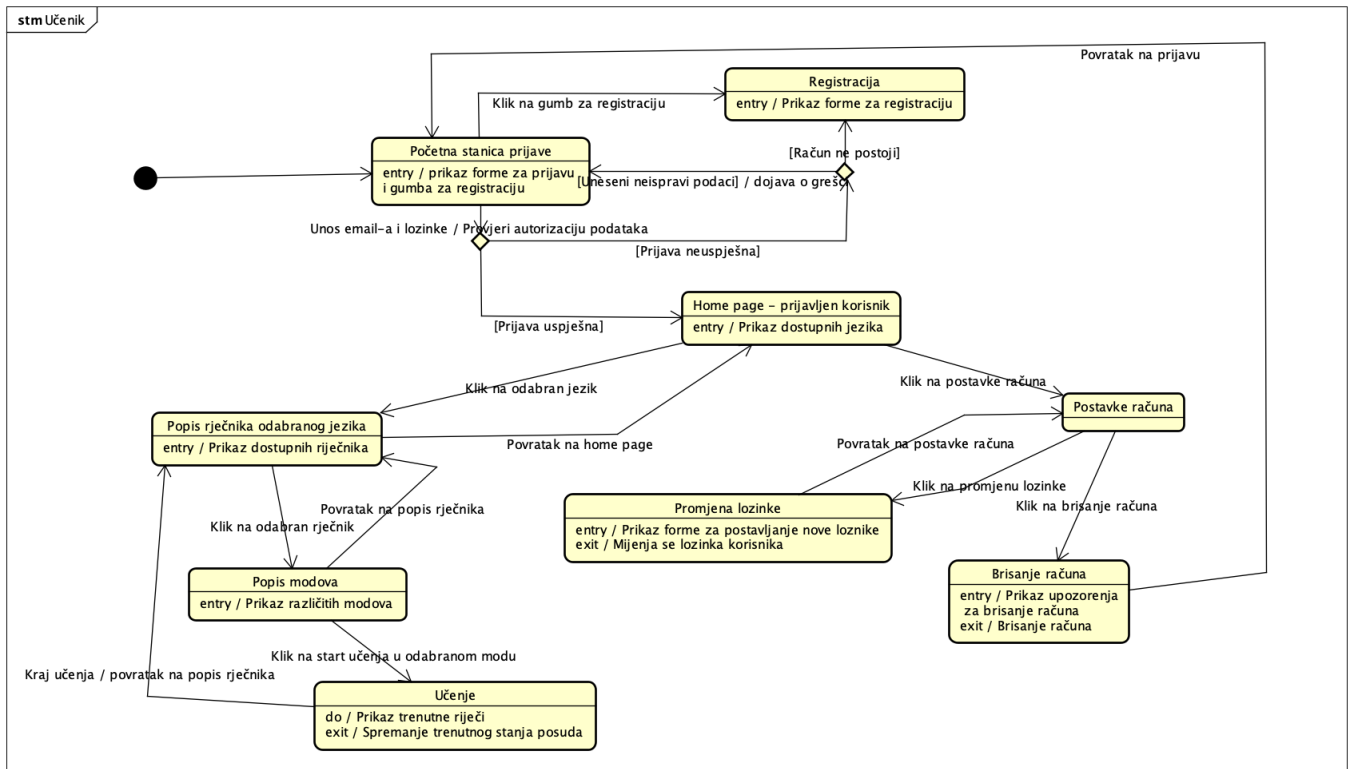 stm Učenik
Povratak na prijavu
Registracija
entry / Prikaz forme za registraciju
Klik na gumb za registraciju
Početna stanica prijave
entry / prikaz forme za prijavu
i gumba za registraciju
[Račun ne postoji]
[Uneseni neispravi podaci] / dojava o grešci
Unos email-a i lozinke / Provjeri autorizaciju podataka
[Prijava neuspješna]
Home page - prijavljen korisnik
entry / Prikaz dostupnih jezika
[Prijava uspješna]
Klik na odabran jezik
Klik na postavke računa
Postavke računa
Popis rječnika odabranog jezika
entry / Prikaz dostupnih riječnika
Povratak na home page
Povratak na postavke računa
Klik na promjenu lozinke
Klik na brisanje računa
Povratak na popis rječnika
Klik na odabran rječnik
Promjena lozinke
entry / Prikaz forme za postavljanje nove loznike
exit / Mijenja se lozinka korisnika
Popis modova
entry / Prikaz različitih modova
Brisanje računa
entry / Prikaz upozorenja
za brisanje računa
exit / Brisanje računa
Klik na start učenja u odabranom modu
Kraj učenja / povratak na popis rječnika
Učenje
do / Prikaz trenutne riječi
exit / Spremanje trenutnog stanja posuda